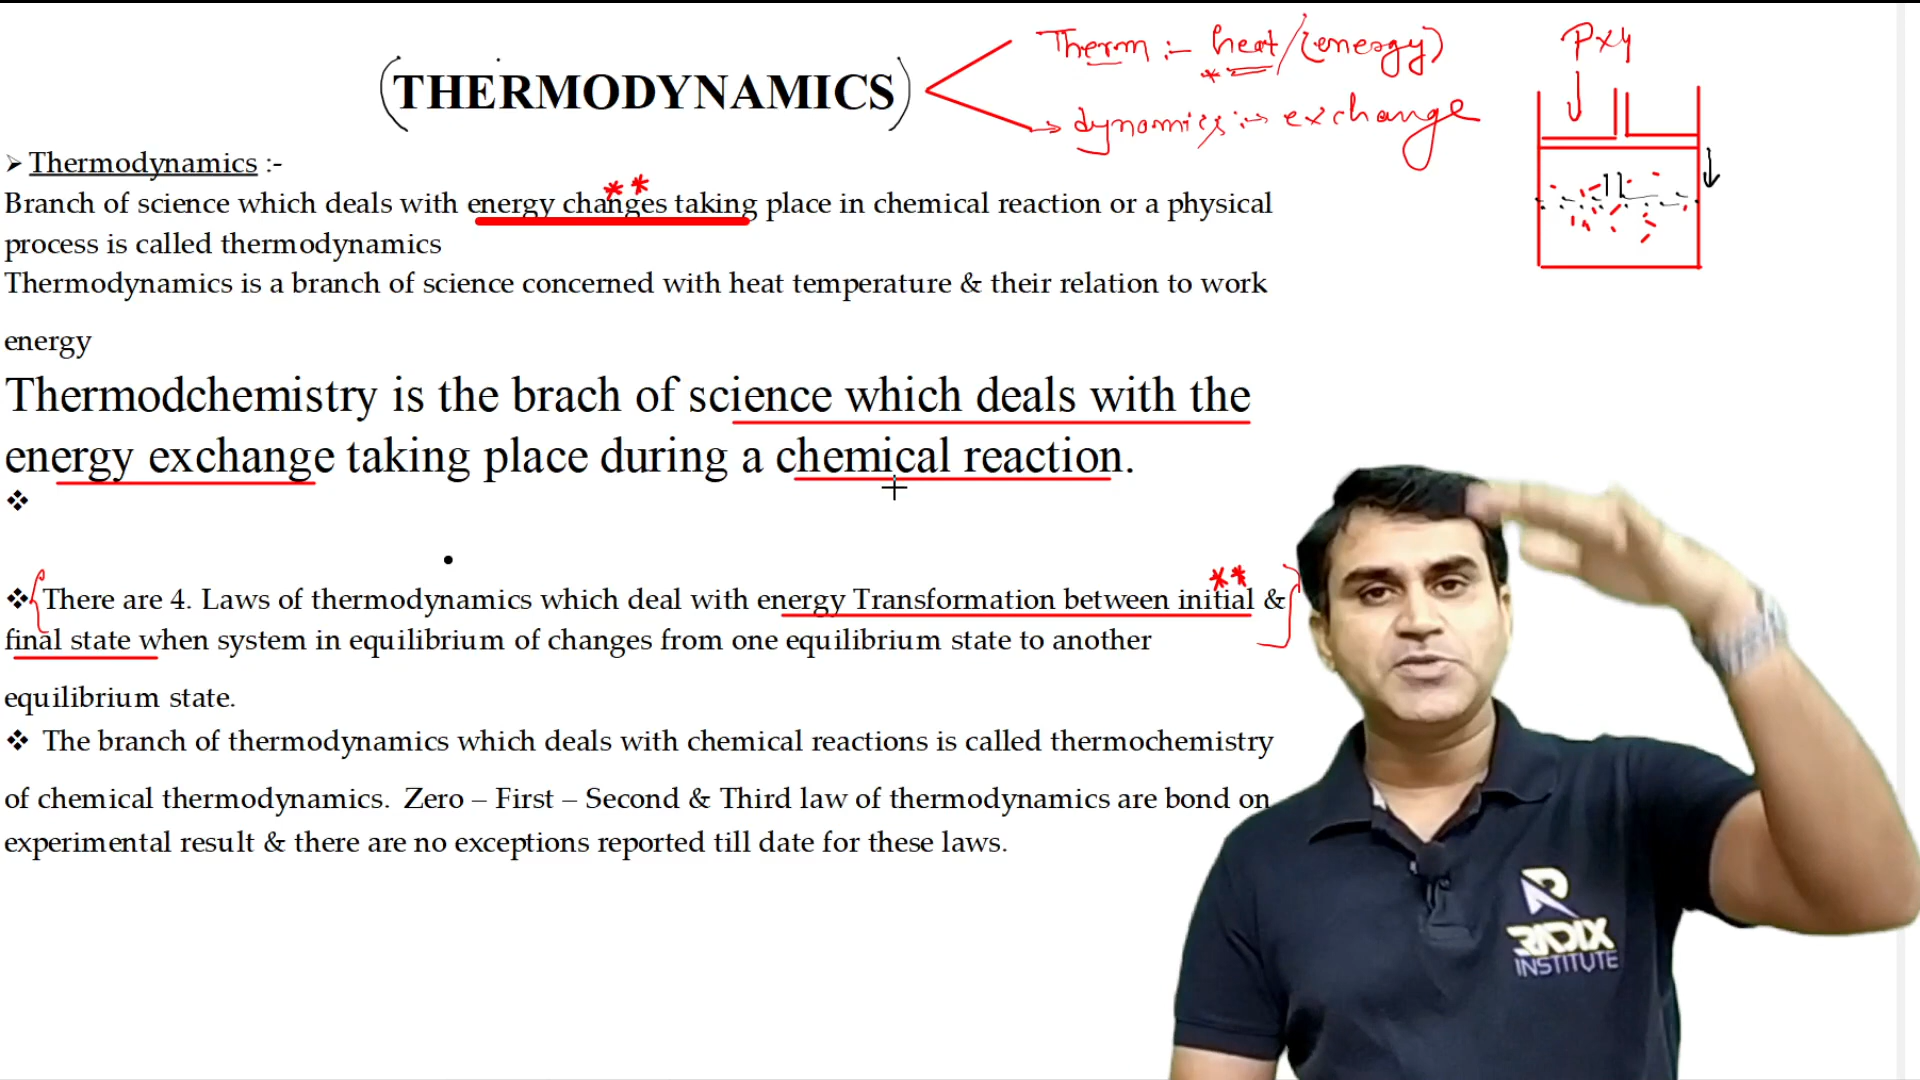 (THERMODYNAMICS)
Therm :- heat/(energy)
→ dynamics :→ exchange
➢ Thermodynamics :-
Branch of science which deals with energy changes taking place in chemical reaction or a physical
process is called thermodynamics
Thermodynamics is a branch of science concerned with heat temperature & their relation to work
energy
Thermodchemistry is the brach of science which deals with the
energy exchange taking place during a chemical reaction.
❖
❖ There are 4. Laws of thermodynamics which deal with energy Transformation between initial &
final state when system in equilibrium of changes from one equilibrium state to another
equilibrium state.
❖ The branch of thermodynamics which deals with chemical reactions is called thermochemistry
of chemical thermodynamics. Zero – First – Second & Third law of thermodynamics are bond on
experimental result & there are no exceptions reported till date for these laws.
RADIX
INSTITUTE